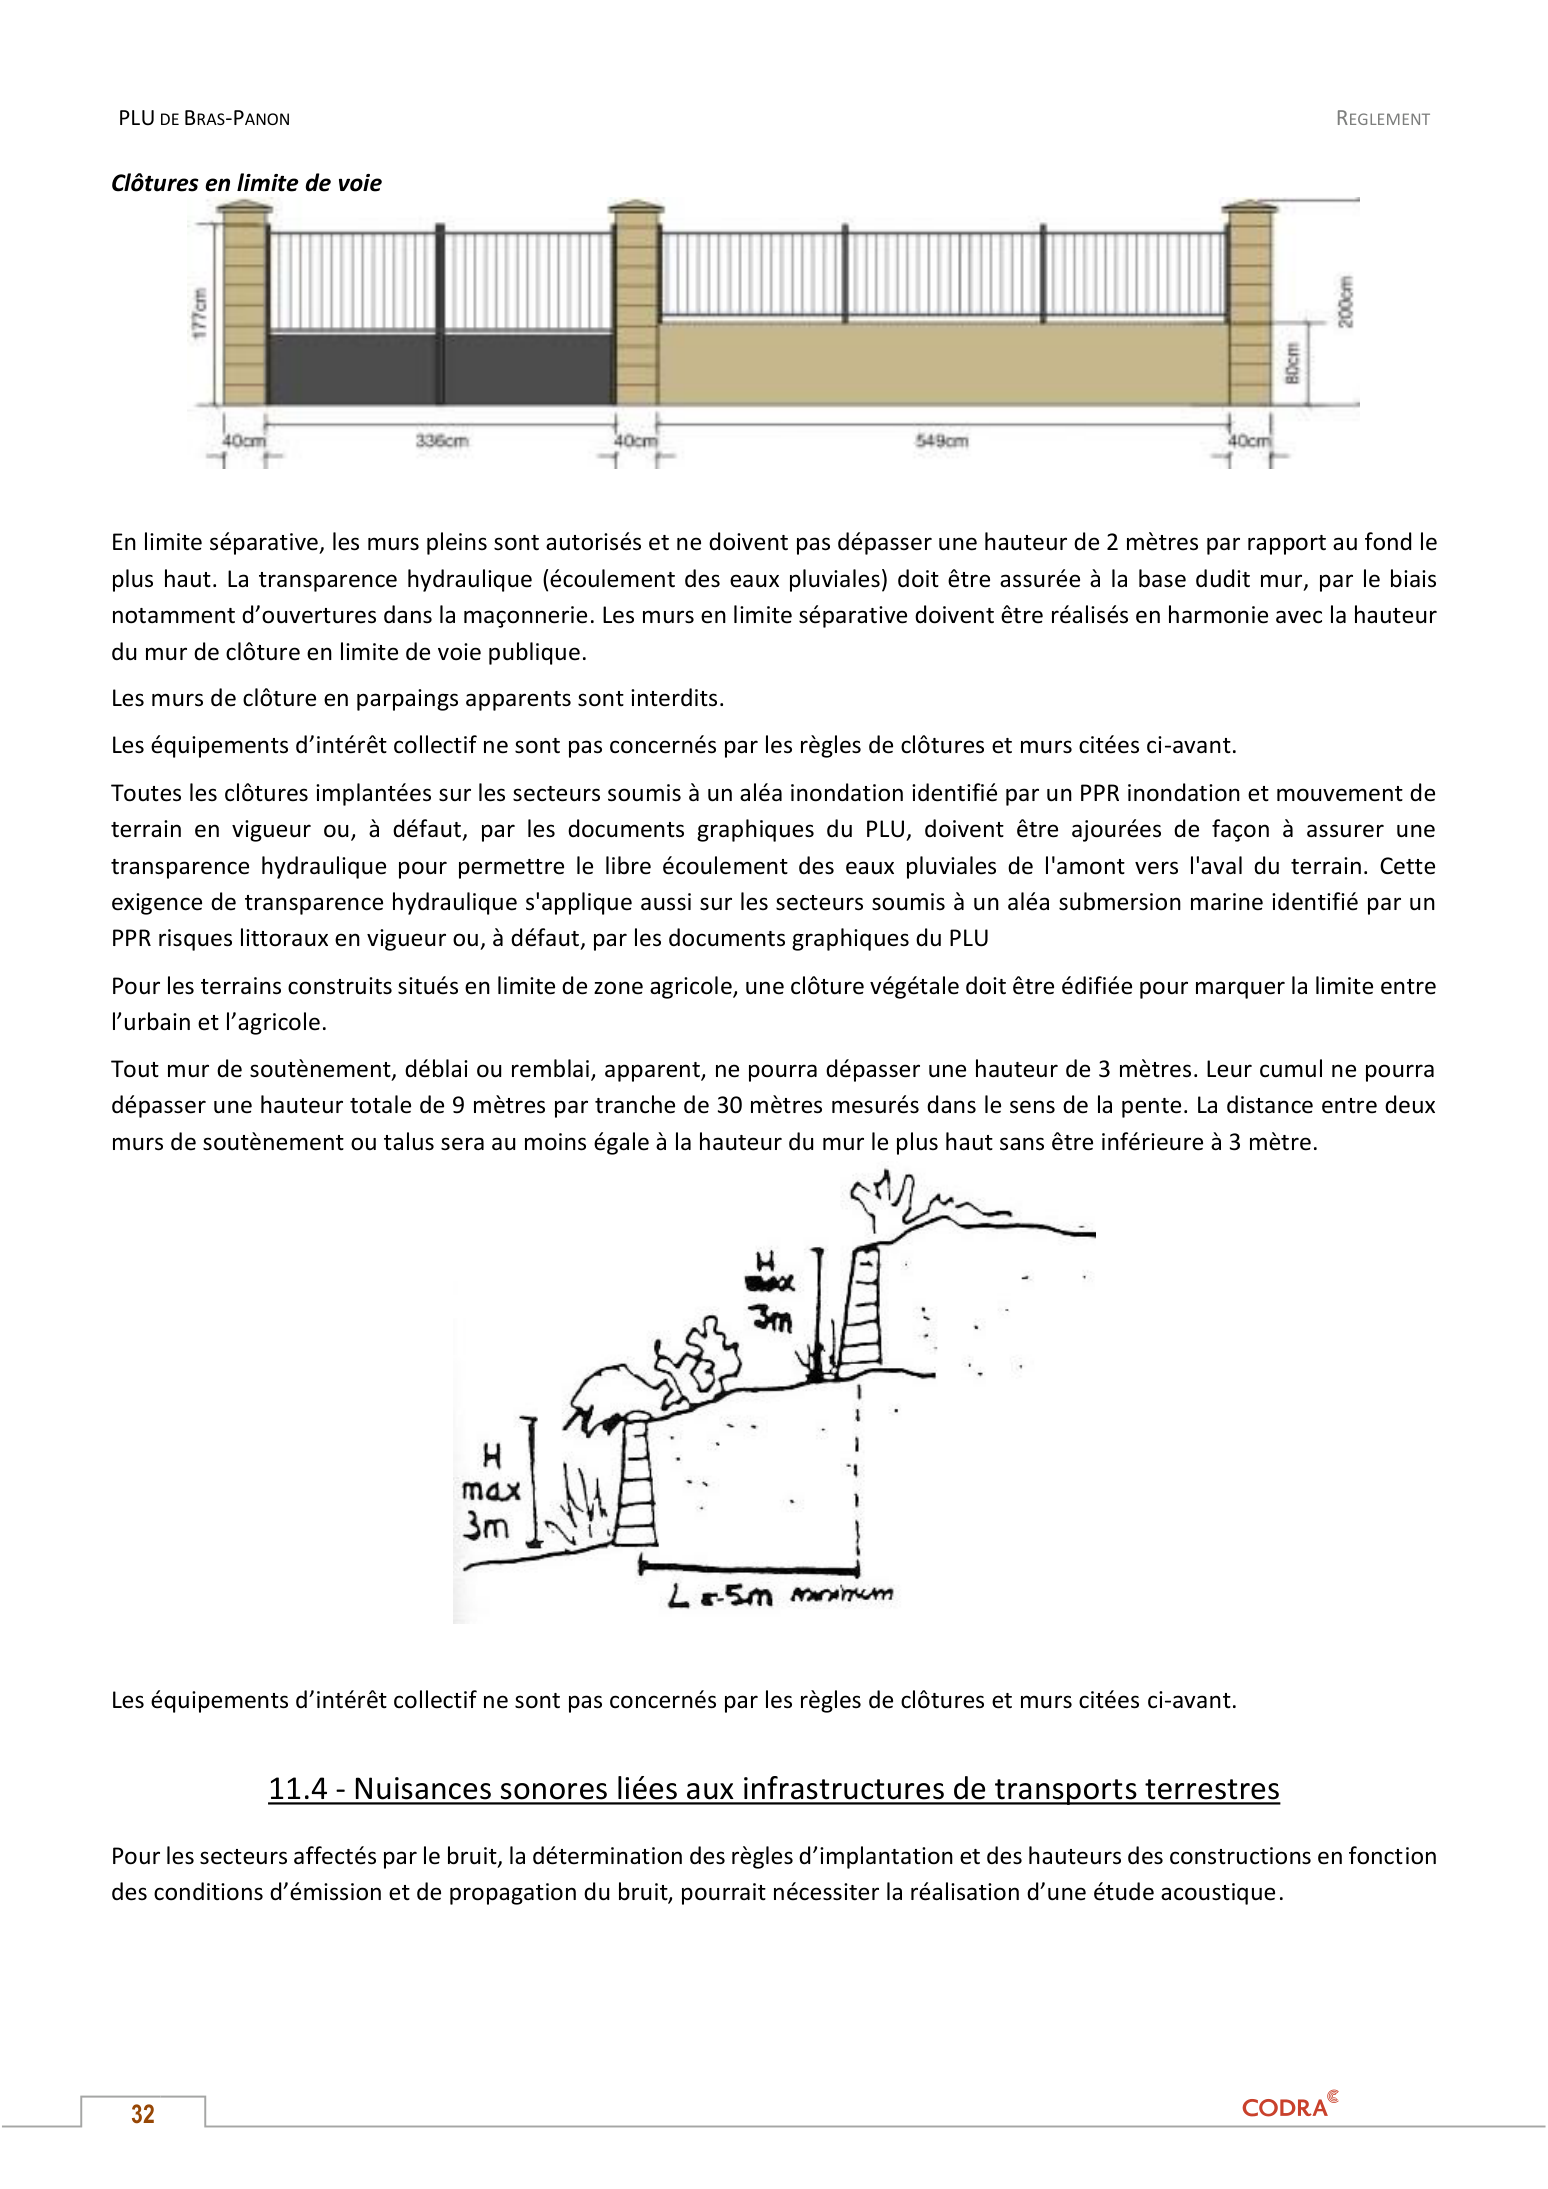 PLU DE BRAS-PANON
REGLEMENT
Clôtures en limite de voie
177cm
200cm
80cm
40cm
336cm
40cm
549cm
40cm
En limite séparative, les murs pleins sont autorisés et ne doivent pas dépasser une hauteur de 2 mètres par rapport au fond le
plus haut. La transparence hydraulique (écoulement des eaux pluviales) doit être assurée à la base dudit mur, par le biais
notamment d’ouvertures dans la maçonnerie. Les murs en limite séparative doivent être réalisés en harmonie avec la hauteur
du mur de clôture en limite de voie publique.
Les murs de clôture en parpaings apparents sont interdits.
Les équipements d’intérêt collectif ne sont pas concernés par les règles de clôtures et murs citées ci-avant.
Toutes les clôtures implantées sur les secteurs soumis à un aléa inondation identifié par un PPR inondation et mouvement de
terrain en vigueur ou, à défaut, par les documents graphiques du PLU, doivent être ajourées de façon à assurer une
transparence hydraulique pour permettre le libre écoulement des eaux pluviales de l'amont vers l'aval du terrain. Cette
exigence de transparence hydraulique s'applique aussi sur les secteurs soumis à un aléa submersion marine identifié par un
PPR risques littoraux en vigueur ou, à défaut, par les documents graphiques du PLU
Pour les terrains construits situés en limite de zone agricole, une clôture végétale doit être édifiée pour marquer la limite entre
l’urbain et l’agricole.
Tout mur de soutènement, déblai ou remblai, apparent, ne pourra dépasser une hauteur de 3 mètres. Leur cumul ne pourra
dépasser une hauteur totale de 9 mètres par tranche de 30 mètres mesurés dans le sens de la pente. La distance entre deux
murs de soutènement ou talus sera au moins égale à la hauteur du mur le plus haut sans être inférieure à 3 mètre.
H
max
3m
H
max
3m
L = 5m minimum
Les équipements d’intérêt collectif ne sont pas concernés par les règles de clôtures et murs citées ci-avant.
11.4 - Nuisances sonores liées aux infrastructures de transports terrestres
Pour les secteurs affectés par le bruit, la détermination des règles d’implantation et des hauteurs des constructions en fonction
des conditions d’émission et de propagation du bruit, pourrait nécessiter la réalisation d’une étude acoustique.
32
CODRA